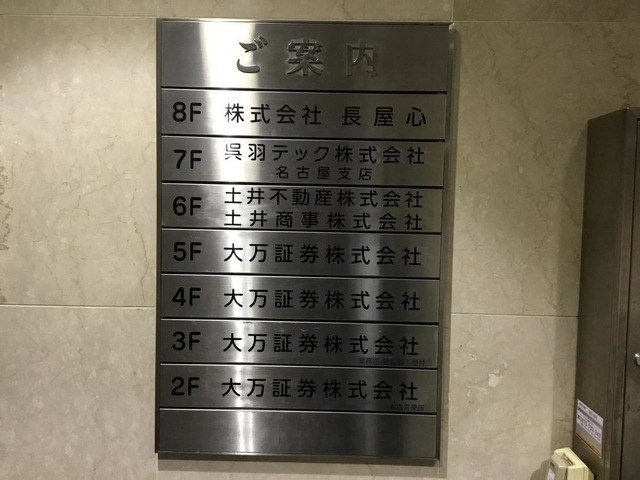 ご案内
8F 株式会社 長屋心
7F 呉羽テック株式会社
名古屋支店
6F 土井不動産株式会社
土井商事株式会社
5F 大万証券株式会社
4F 大万証券株式会社
3F 大万証券株式会社
2F 大万証券株式会社